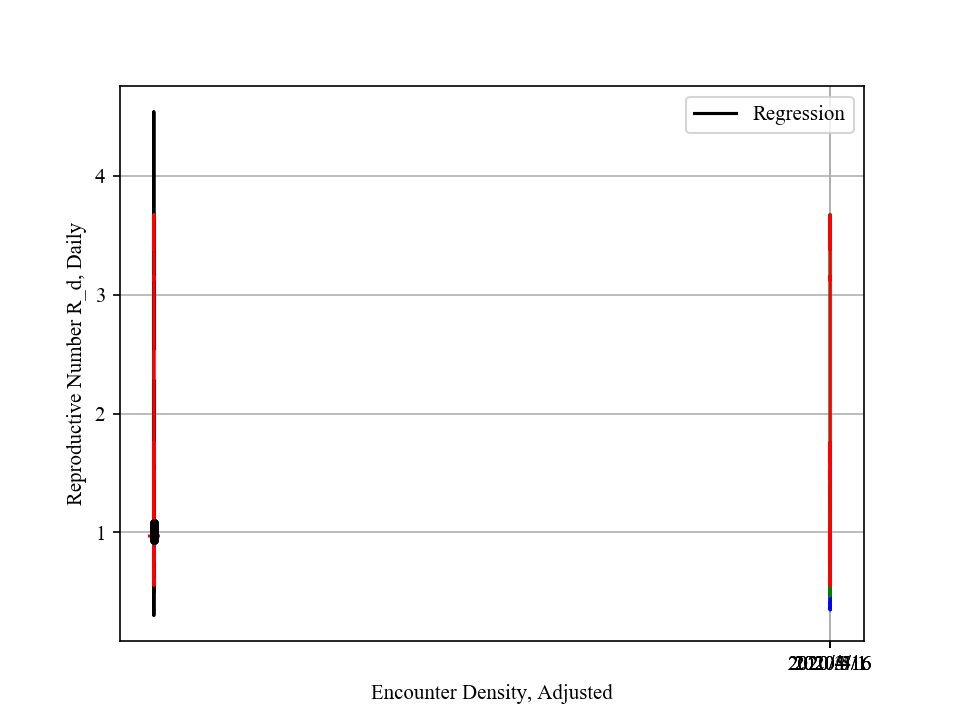 Regression
4
3
2
1
Reproductive Number R_d, Daily
Encounter Density, Adjusted